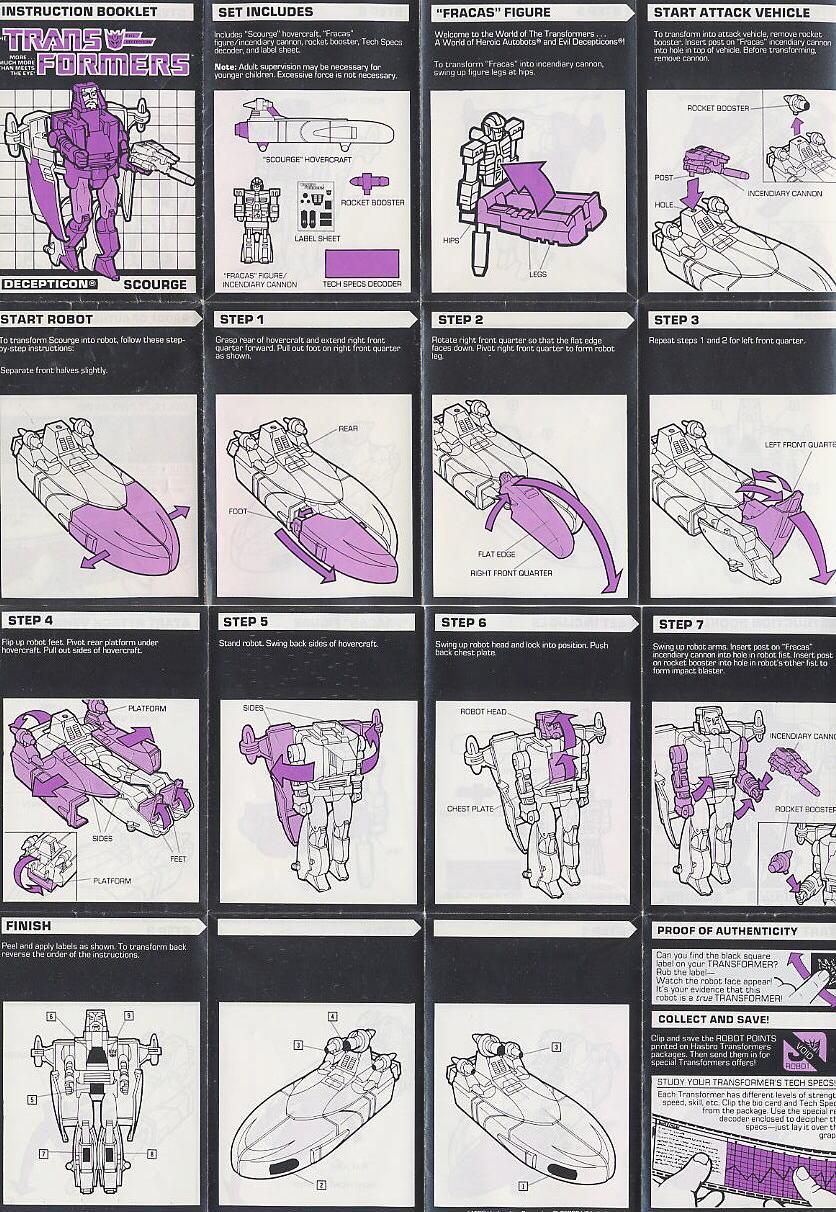 INSTRUCTION BOOKLET
TRANSFORMERS
MORE
MUCH MORE
THAN MEETS
THE EYE!
EVIL
DECEPTICON
DECEPTICON® SCOURGE
SET INCLUDES
Includes "Scourge" hovercraft, "Fracas"
figure/incendiary cannon, rocket booster, Tech Specs
decoder, and label sheet.
Note: Adult supervision may be necessary for
younger children. Excessive force is not necessary.
"SCOURGE" HOVERCRAFT
ROCKET BOOSTER
LABEL SHEET
"FRACAS" FIGURE/
INCENDIARY CANNON
TECH SPECS DECODER
"FRACAS" FIGURE
Welcome to the World of The Transformers . . .
A World of Heroic Autobots® and Evil Decepticons®!
To transform "Fracas" into incendiary cannon,
swing up figure legs at hips.
HIPS
LEGS
START ATTACK VEHICLE
To transform into attack vehicle, remove rocket
booster. Insert post on "Fracas" incendiary cannon
into hole in top of vehicle. Before transforming,
remove cannon.
ROCKET BOOSTER
POST
INCENDIARY CANNON
HOLE
START ROBOT
To transform Scourge into robot, follow these step-
by-step instructions:
Separate front halves slightly.
STEP 1
Grasp rear of hovercraft and extend right front
quarter forward. Pull out foot on right front quarter
as shown.
REAR
FOOT
STEP 2
Rotate right front quarter so that the flat edge
faces down. Pivot right front quarter to form robot
leg.
FLAT EDGE
RIGHT FRONT QUARTER
STEP 3
Repeat steps 1 and 2 for left front quarter.
LEFT FRONT QUARTE
STEP 4
Flip up robot feet. Pivot rear platform under
hovercraft. Pull out sides of hovercraft.
PLATFORM
SIDES
FEET
PLATFORM
STEP 5
Stand robot. Swing back sides of hovercraft.
SIDES
STEP 6
Swing up robot head and lock into position. Push
back chest plate.
ROBOT HEAD
CHEST PLATE
STEP 7
Swing up robot arms. Insert post on "Fracas"
incendiary cannon into hole in robot fist. Insert post
on rocket booster into hole in robot's other fist to
form impact blaster.
INCENDIARY CANNO
ROCKET BOOSTER
FINISH
Peel and apply labels as shown. To transform back
reverse the order of the instructions.
6
9
5
7
8
4
3
2
3
1
PROOF OF AUTHENTICITY
Can you find the black square
label on your TRANSFORMER?
Rub the label—
Watch the robot face appear!
It's your evidence that this
robot is a true TRANSFORMER!
COLLECT AND SAVE!
Clip and save the ROBOT POINTS
printed on Hasbro Transformers
packages. Then send them in for
special Transformers offers!
VOID
ROBOT
STUDY YOUR TRANSFORMER'S TECH SPECS!
Each Transformer has different levels of strengt
speed, skill, etc. Clip the bio card and Tech Spec
from the package. Use the special re
decoder enclosed to decipher th
specs—just lay it over th
grap